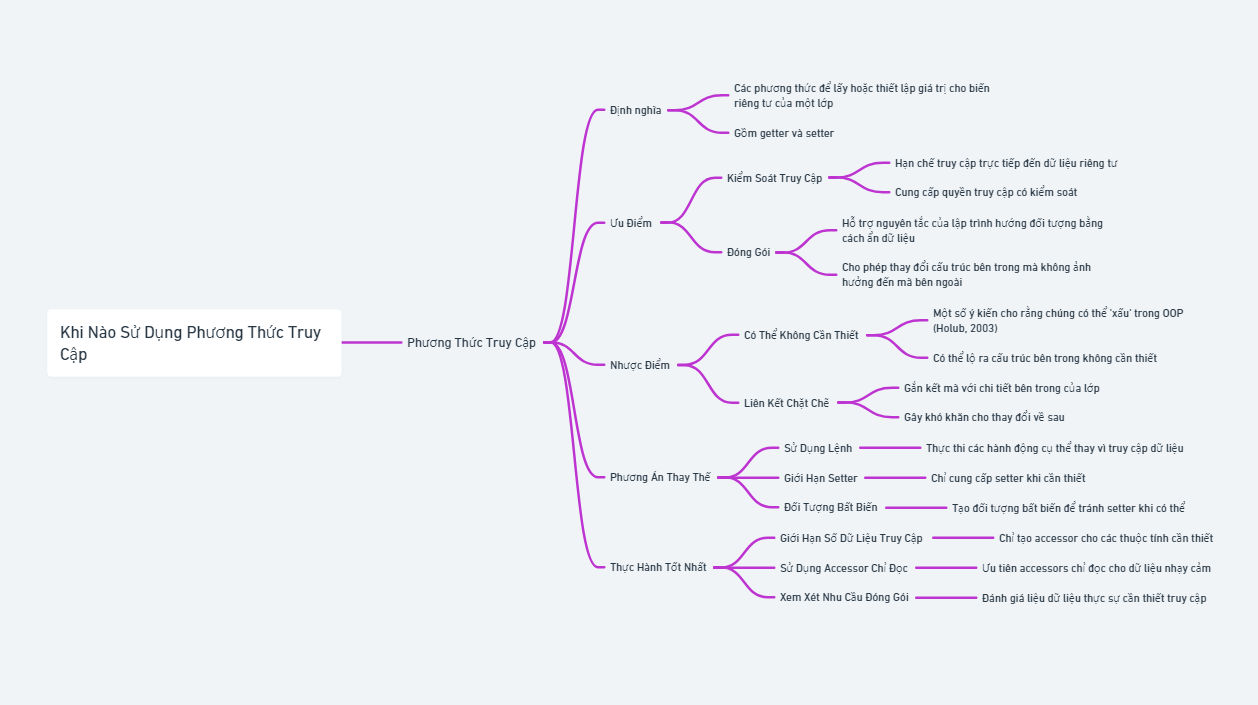 Khi Nào Sử Dụng Phương Thức Truy
Cập
Phương Thức Truy Cập
Định nghĩa
Các phương thức để lấy hoặc thiết lập giá trị cho biến
riêng tư của một lớp
Gồm getter và setter
Ưu Điểm
Kiểm Soát Truy Cập
Hạn chế truy cập trực tiếp đến dữ liệu riêng tư
Cung cấp quyền truy cập có kiểm soát
Đóng Gói
Hỗ trợ nguyên tắc của lập trình hướng đối tượng bằng
cách ẩn dữ liệu
Cho phép thay đổi cấu trúc bên trong mà không ảnh
hưởng đến mã bên ngoài
Nhược Điểm
Có Thể Không Cần Thiết
Một số ý kiến cho rằng chúng có thể 'xấu' trong OOP
(Holub, 2003)
Có thể lộ ra cấu trúc bên trong không cần thiết
Liên Kết Chặt Chẽ
Gắn kết mã với chi tiết bên trong của lớp
Gây khó khăn cho thay đổi về sau
Phương Án Thay Thế
Sử Dụng Lệnh
Thực thi các hành động cụ thể thay vì truy cập dữ liệu
Giới Hạn Setter
Chỉ cung cấp setter khi cần thiết
Đối Tượng Bất Biến
Tạo đối tượng bất biến để tránh setter khi có thể
Thực Hành Tốt Nhất
Giới Hạn Số Dữ Liệu Truy Cập
Chỉ tạo accessor cho các thuộc tính cần thiết
Sử Dụng Accessor Chỉ Đọc
Ưu tiên accessors chỉ đọc cho dữ liệu nhạy cảm
Xem Xét Nhu Cầu Đóng Gói
Đánh giá liệu dữ liệu thực sự cần thiết truy cập